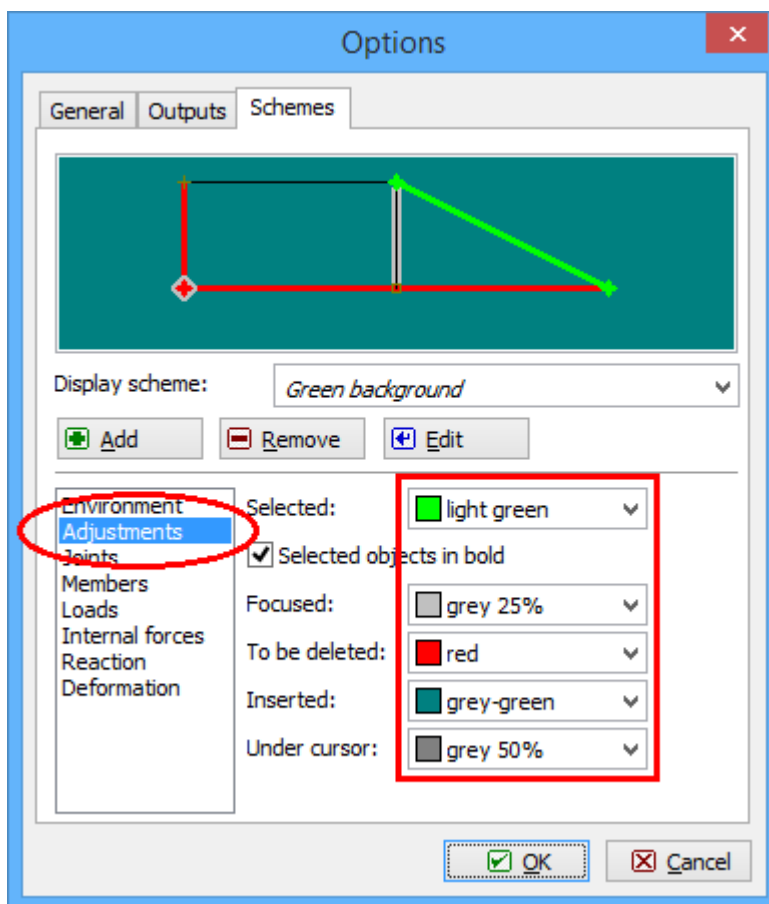 Options
General Outputs Schemes
Display scheme: Green background
Add Remove Edit
Environment
Adjustments
Joints
Members
Loads
Internal forces
Reaction
Deformation
Selected: light green
Selected objects in bold
Focused: grey 25%
To be deleted: red
Inserted: grey-green
Under cursor: grey 50%
OK Cancel